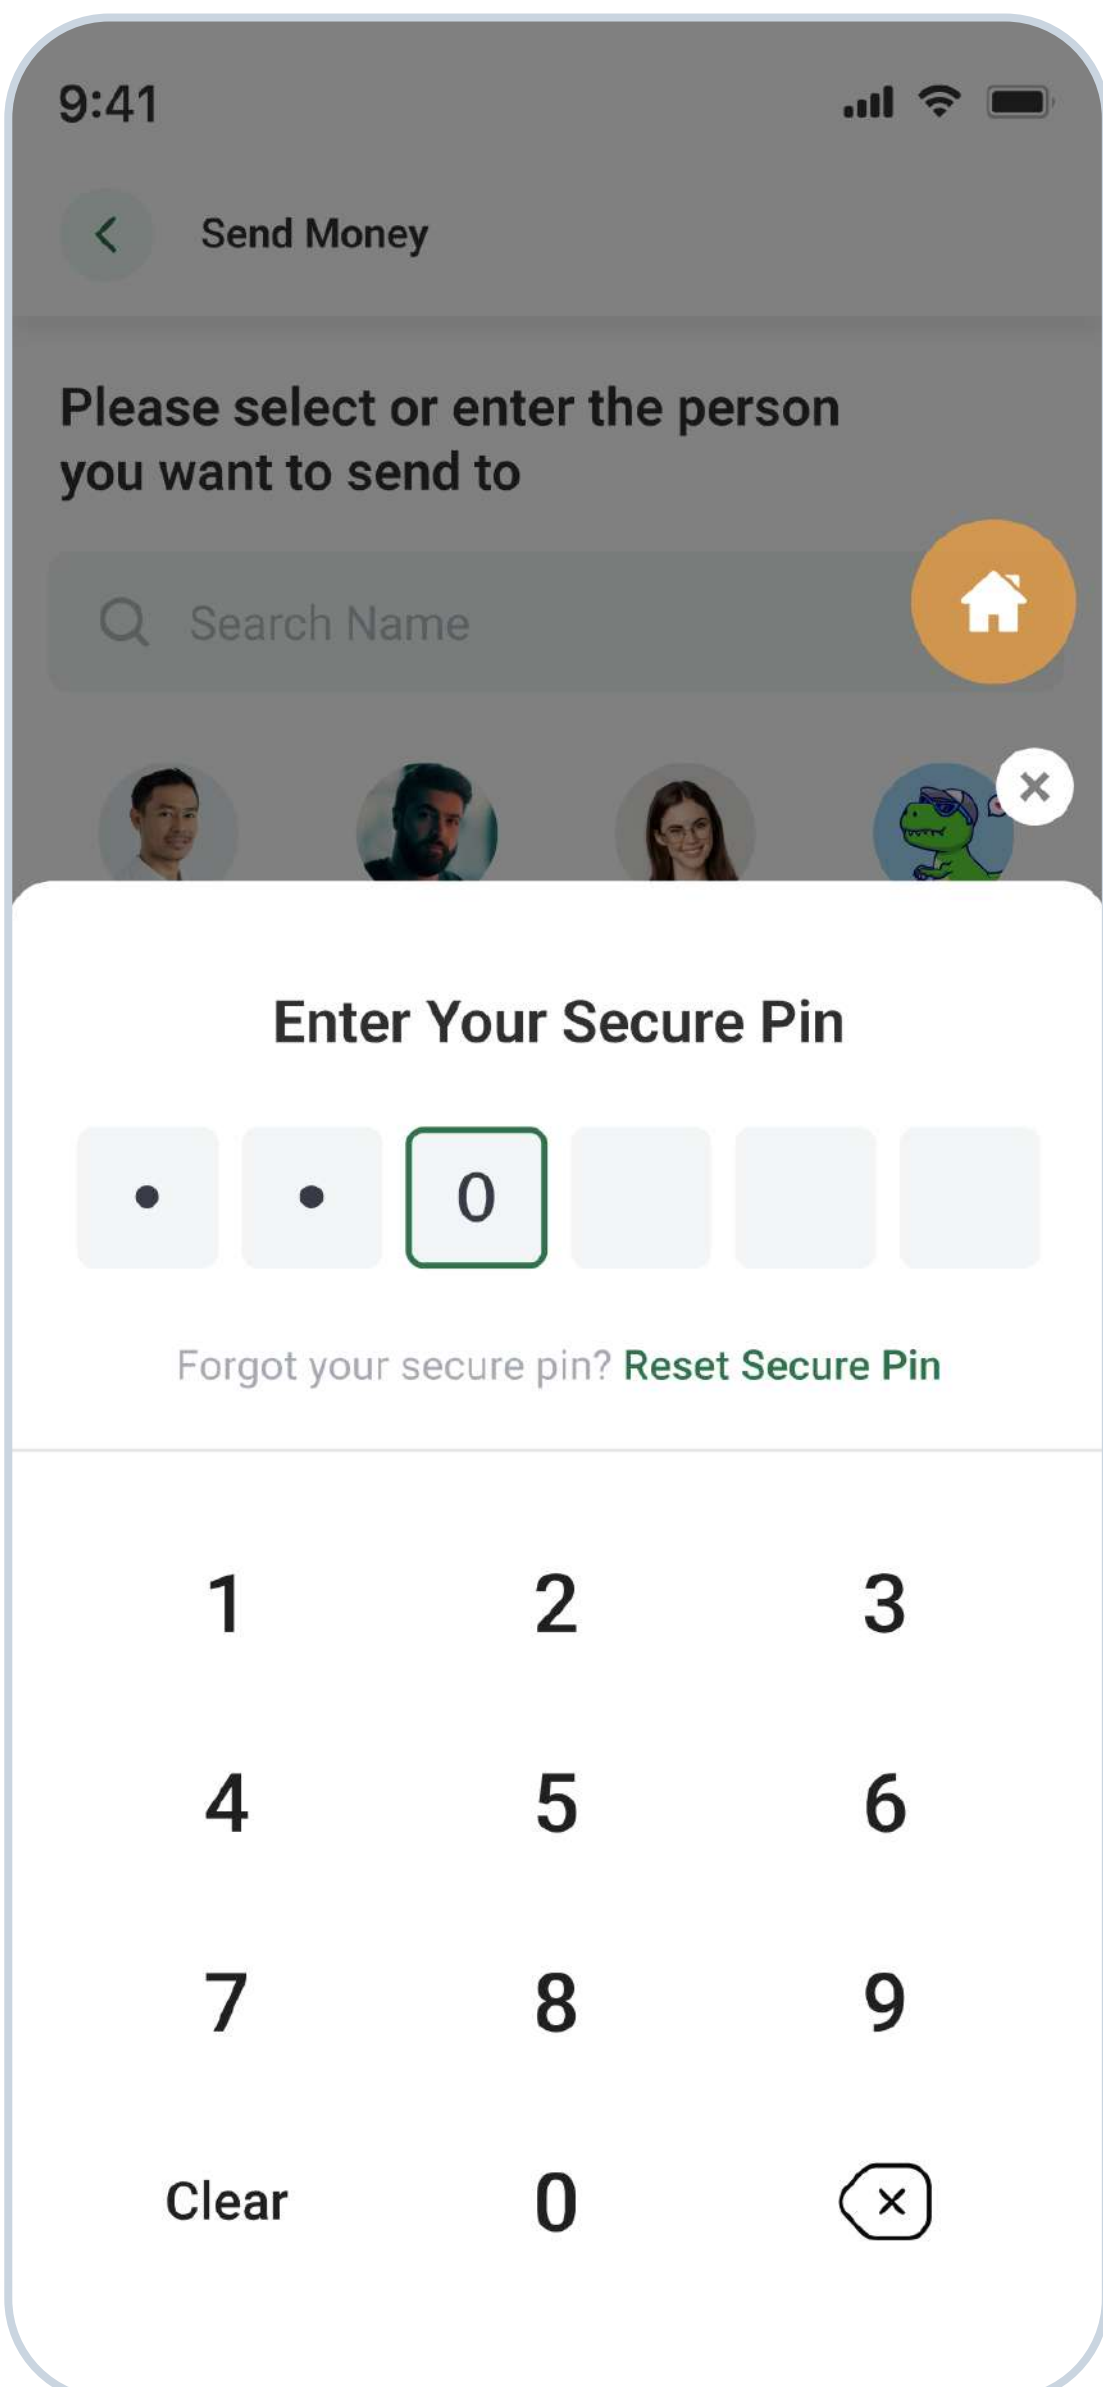 9:41
Send Money
Please select or enter the person
you want to send to
Search Name
Enter Your Secure Pin
0
Forgot your secure pin? Reset Secure Pin
1 2 3
4 5 6
7 8 9
Clear 0